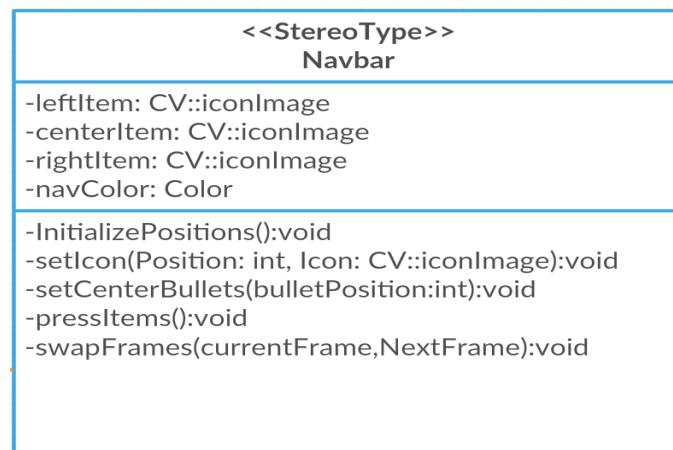 <<StereoType>>
Navbar
-leftItem: CV::iconImage
-centerItem: CV::iconImage
-rightItem: CV::iconImage
-navColor: Color
-InitializePositions():void
-setIcon(Position: int, Icon: CV::iconImage):void
-setCenterBullets(bulletPosition:int):void
-pressItems():void
-swapFrames(currentFrame,NextFrame):void